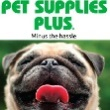 PET SUPPLIES
PLUS.
Minus the hassle.